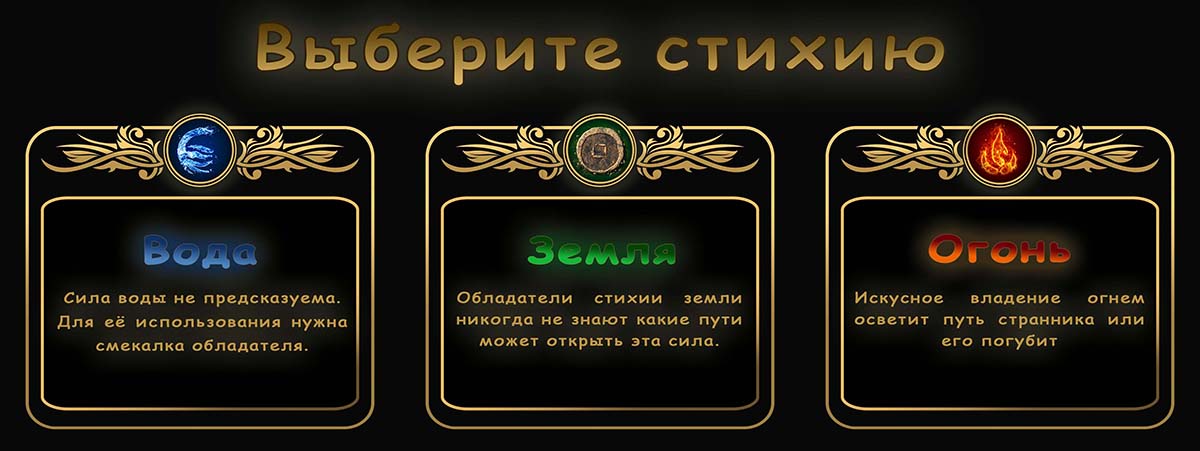 Выберите стихию
Вода
Сила воды не предсказуема.
Для её использования нужна
смекалка обладателя.
Земля
Обладатели стихии земли
никогда не знают какие пути
может открыть эта сила.
Огонь
Искусное владение огнем
осветит путь странника или
его погубит